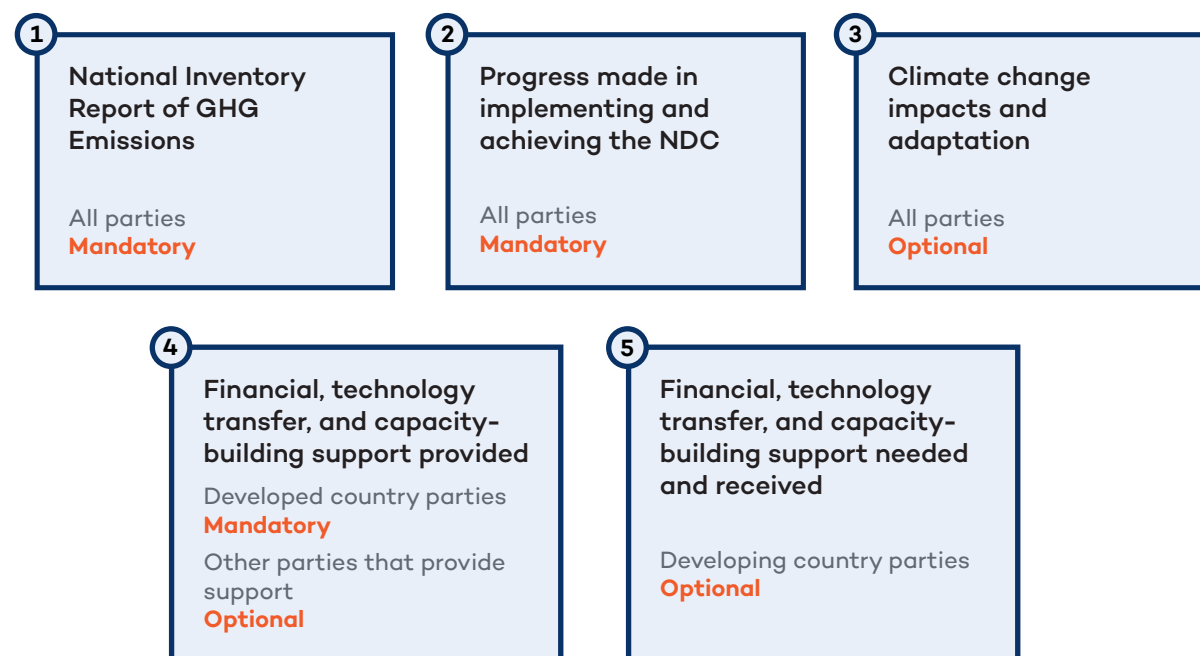 1
National Inventory
Report of GHG
Emissions
All parties
Mandatory
2
Progress made in
implementing and
achieving the NDC
All parties
Mandatory
3
Climate change
impacts and
adaptation
All parties
Optional
4
Financial, technology
transfer, and capacity-
building support provided
Developed country parties
Mandatory
Other parties that provide
support
Optional
5
Financial, technology
transfer, and capacity-
building support needed
and received
Developing country parties
Optional